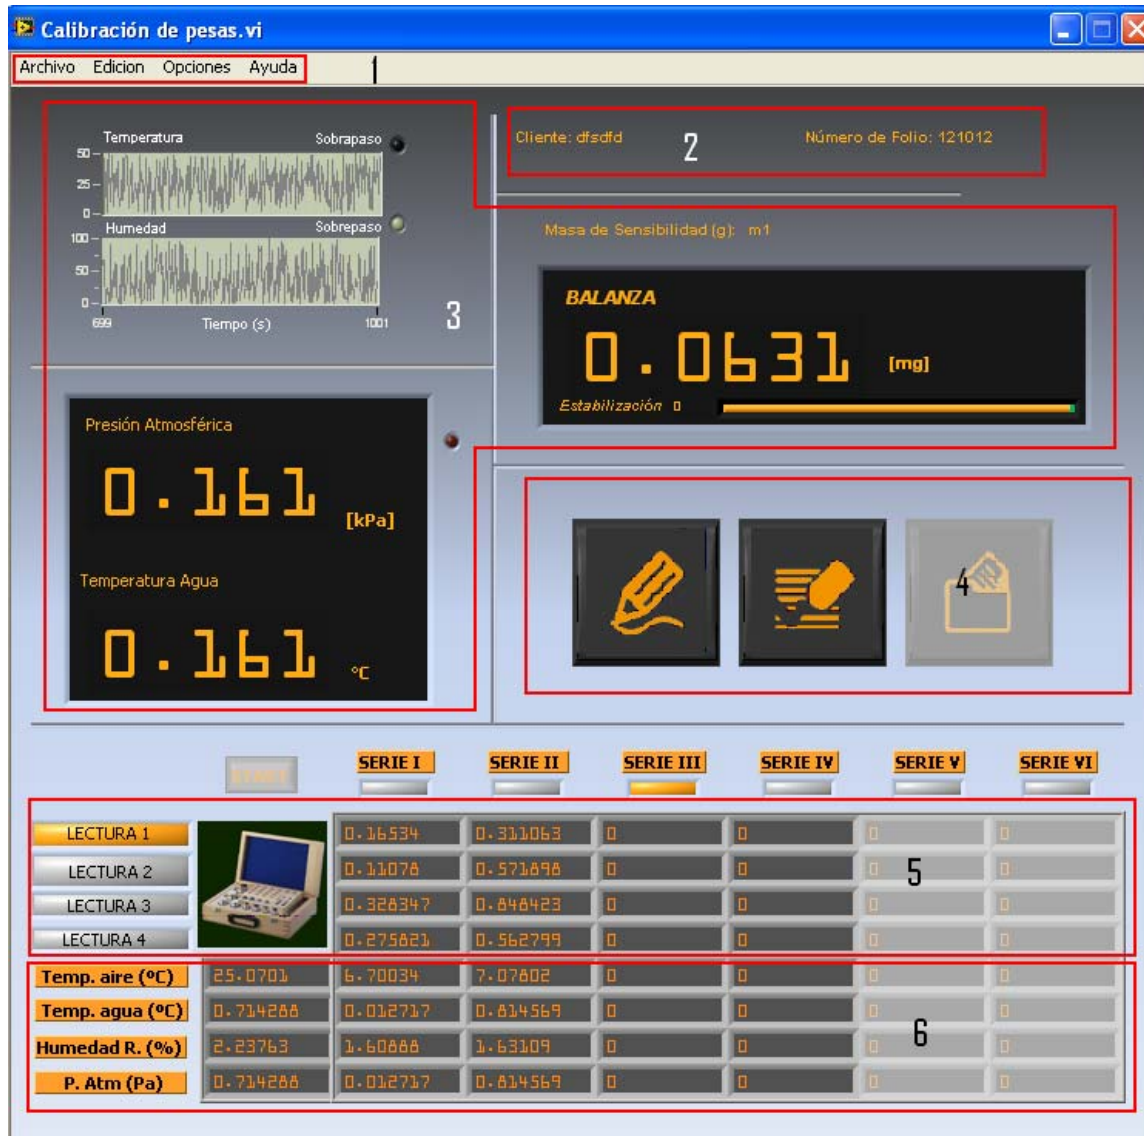 Calibración de pesas.vi
Archivo Edicion Opciones Ayuda 1
Temperatura Sobrapaso
50
25
0
Humedad Sobrepaso
100
50
0
699 Tiempo (s) 1001
3
Cliente: dfsdfd 2 Número de Folio: 121012
Masa de Sensibilidad (g): m1
BALANZA
0.0631 [mg]
Estabilización 0
Presión Atmosférica
0.161 [kPa]
Temperatura Agua
0.161 °C
4
START SERIE I SERIE II SERIE III SERIE IV SERIE V SERIE VI
LECTURA 1 0.16534 0.311063 0 0 0 0
LECTURA 2 0.11078 0.571898 0 0 0 5 0
LECTURA 3 0.328347 0.848423 0 0 0 0
LECTURA 4 0.275821 0.562799 0 0 0 0
Temp. aire (ºC) 25.0701 6.70034 7.07802 0 0 0 0
Temp. agua (ºC) 0.714288 0.012717 0.814569 0 0 0 0
Humedad R. (%) 2.23763 1.60888 1.63109 0 0 0 6 0
P. Atm (Pa) 0.714288 0.012717 0.814569 0 0 0 0